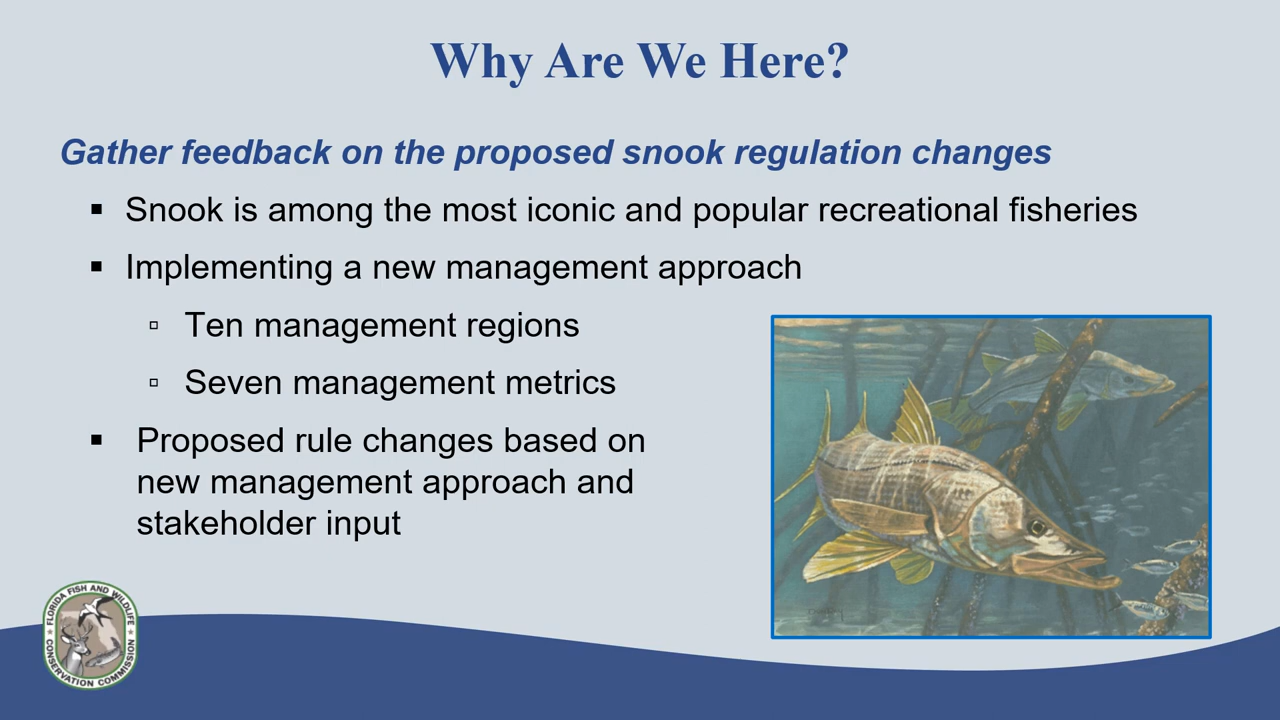 Why Are We Here?
Gather feedback on the proposed snook regulation changes
▪ Snook is among the most iconic and popular recreational fisheries
▪ Implementing a new management approach
▫ Ten management regions
▫ Seven management metrics
▪ Proposed rule changes based on
new management approach and
stakeholder input
FLORIDA FISH AND WILDLIFE
CONSERVATION COMMISSION